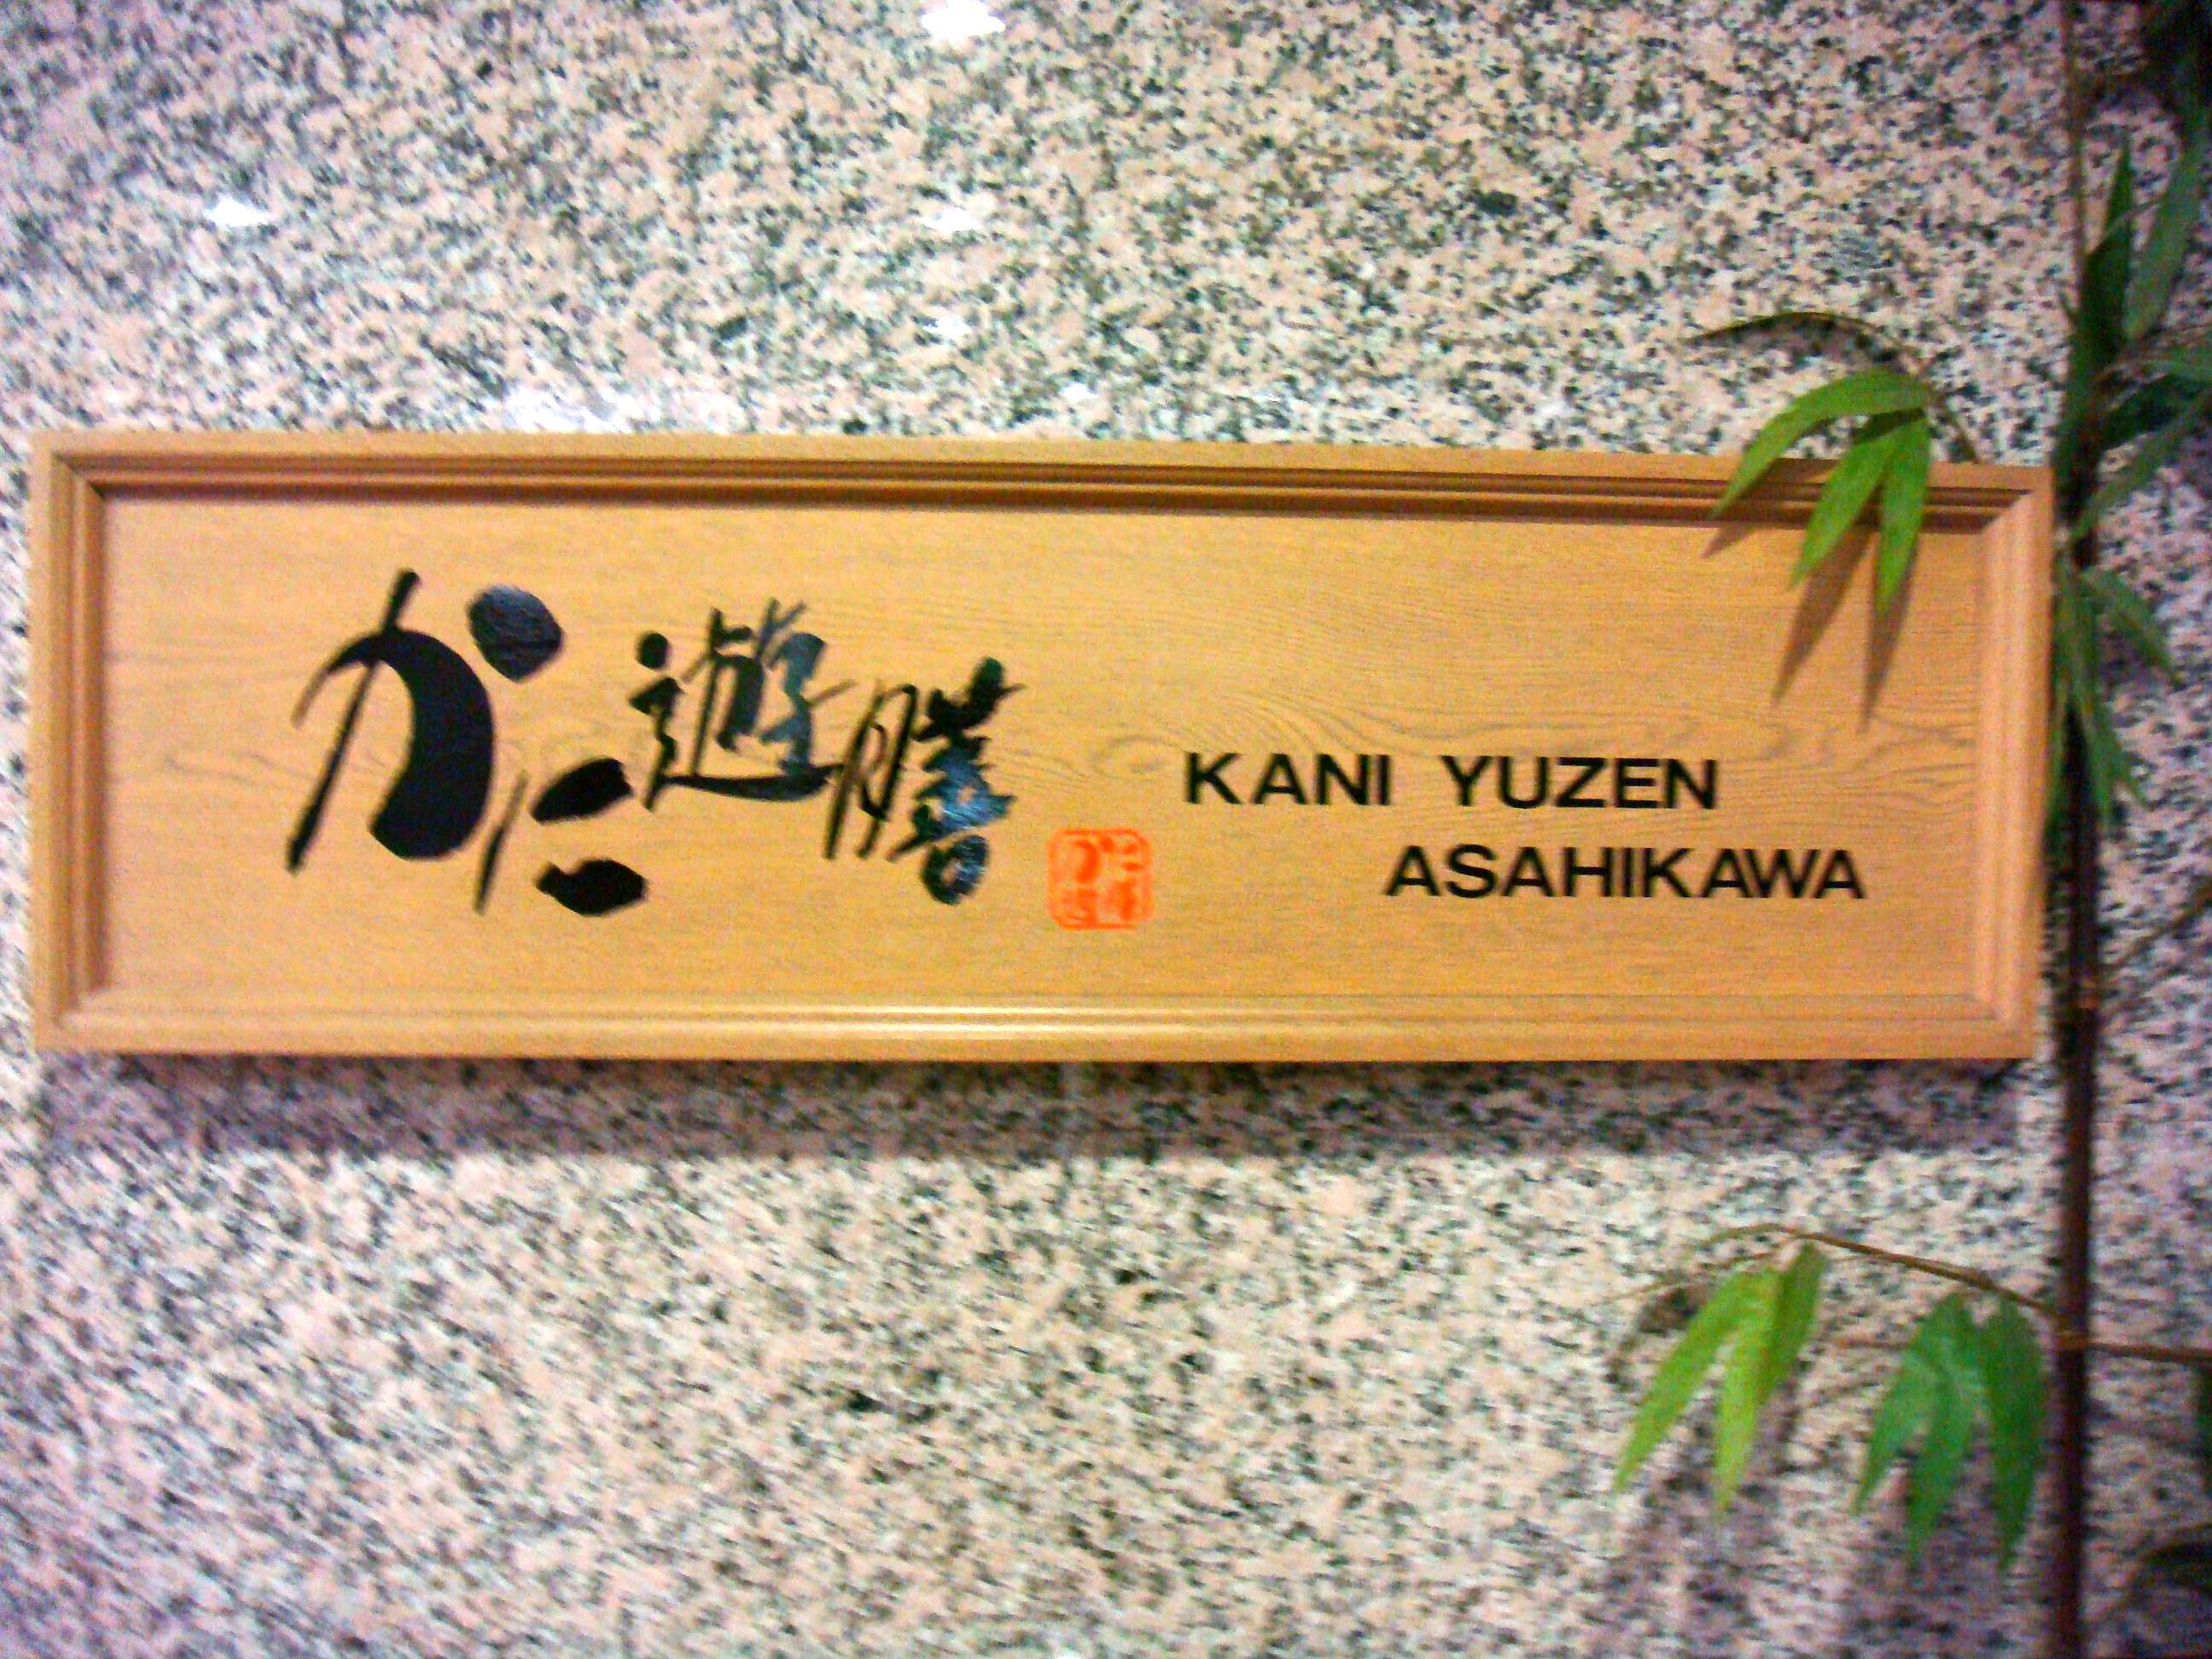 かに遊膳
KANI YUZEN
ASAHIKAWA